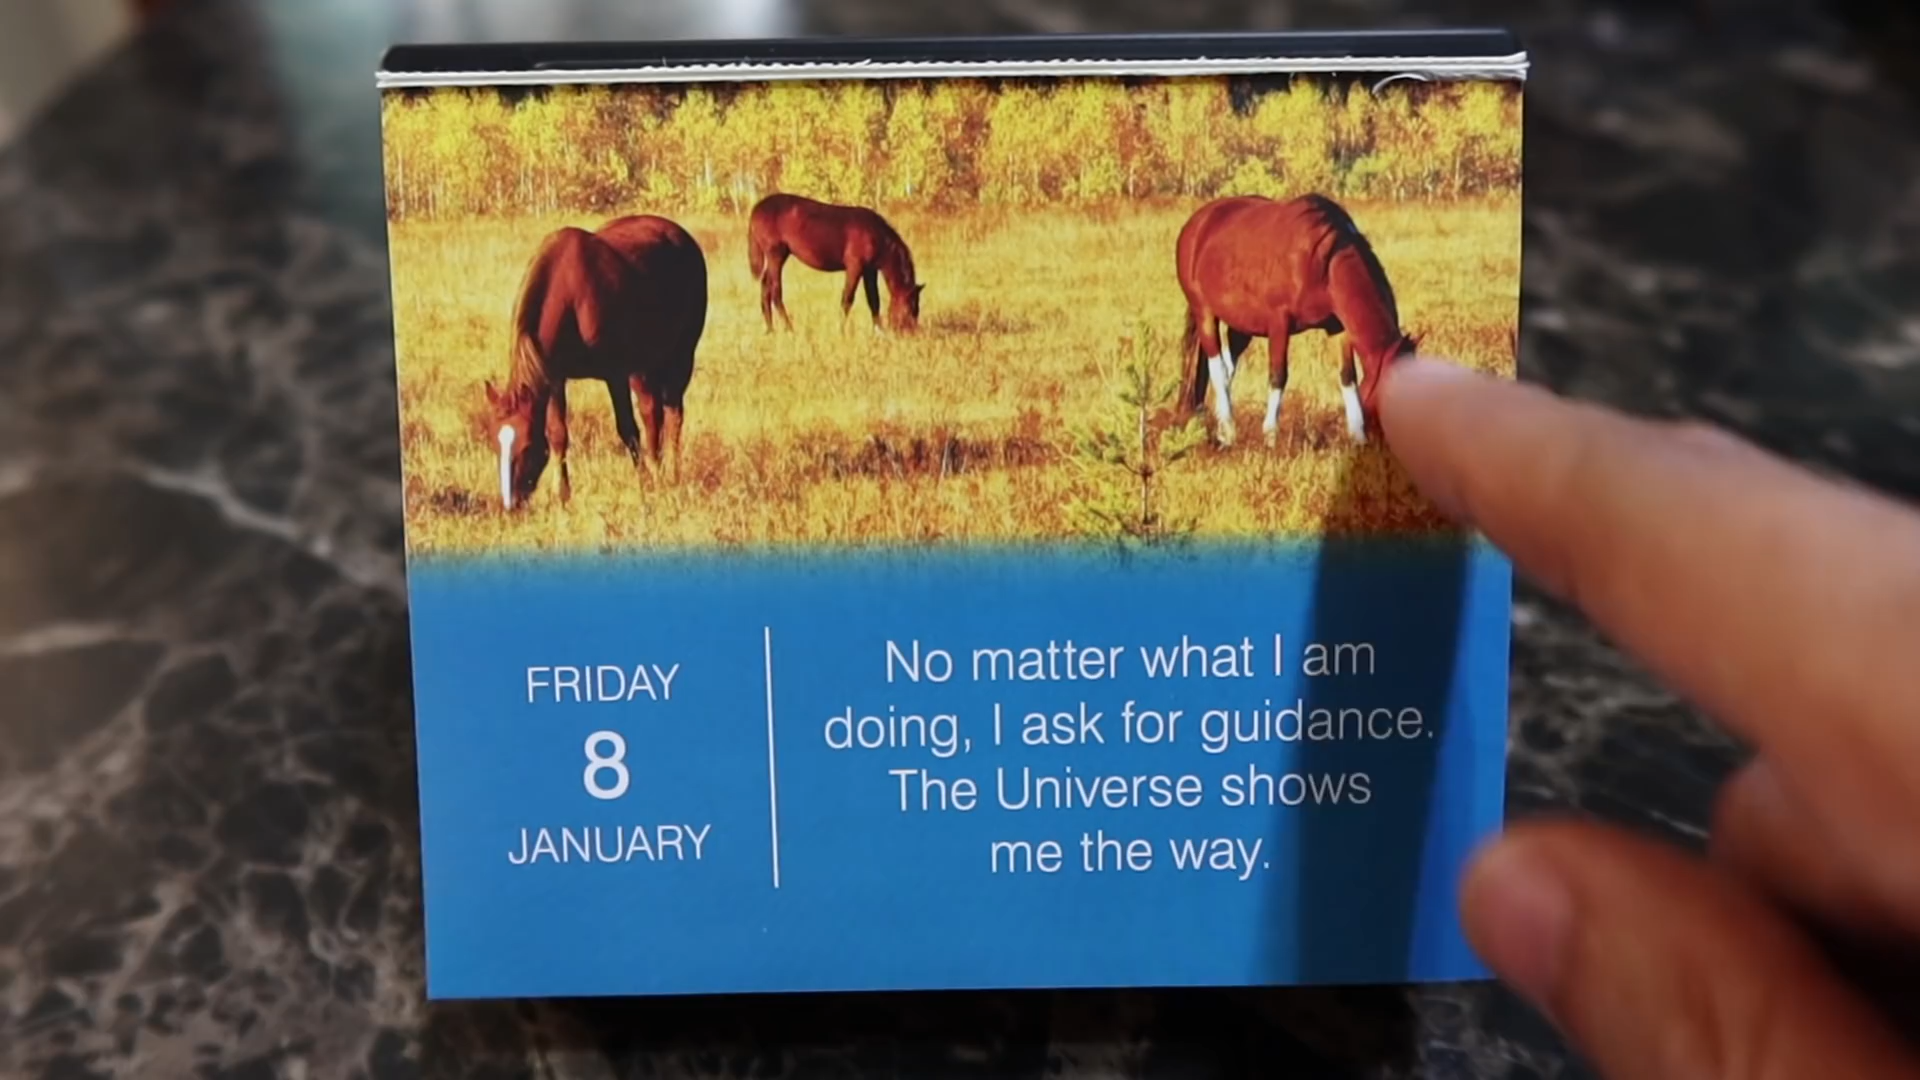 FRIDAY
8
JANUARY
No matter what I am
doing, I ask for guidance.
The Universe shows
me the way.